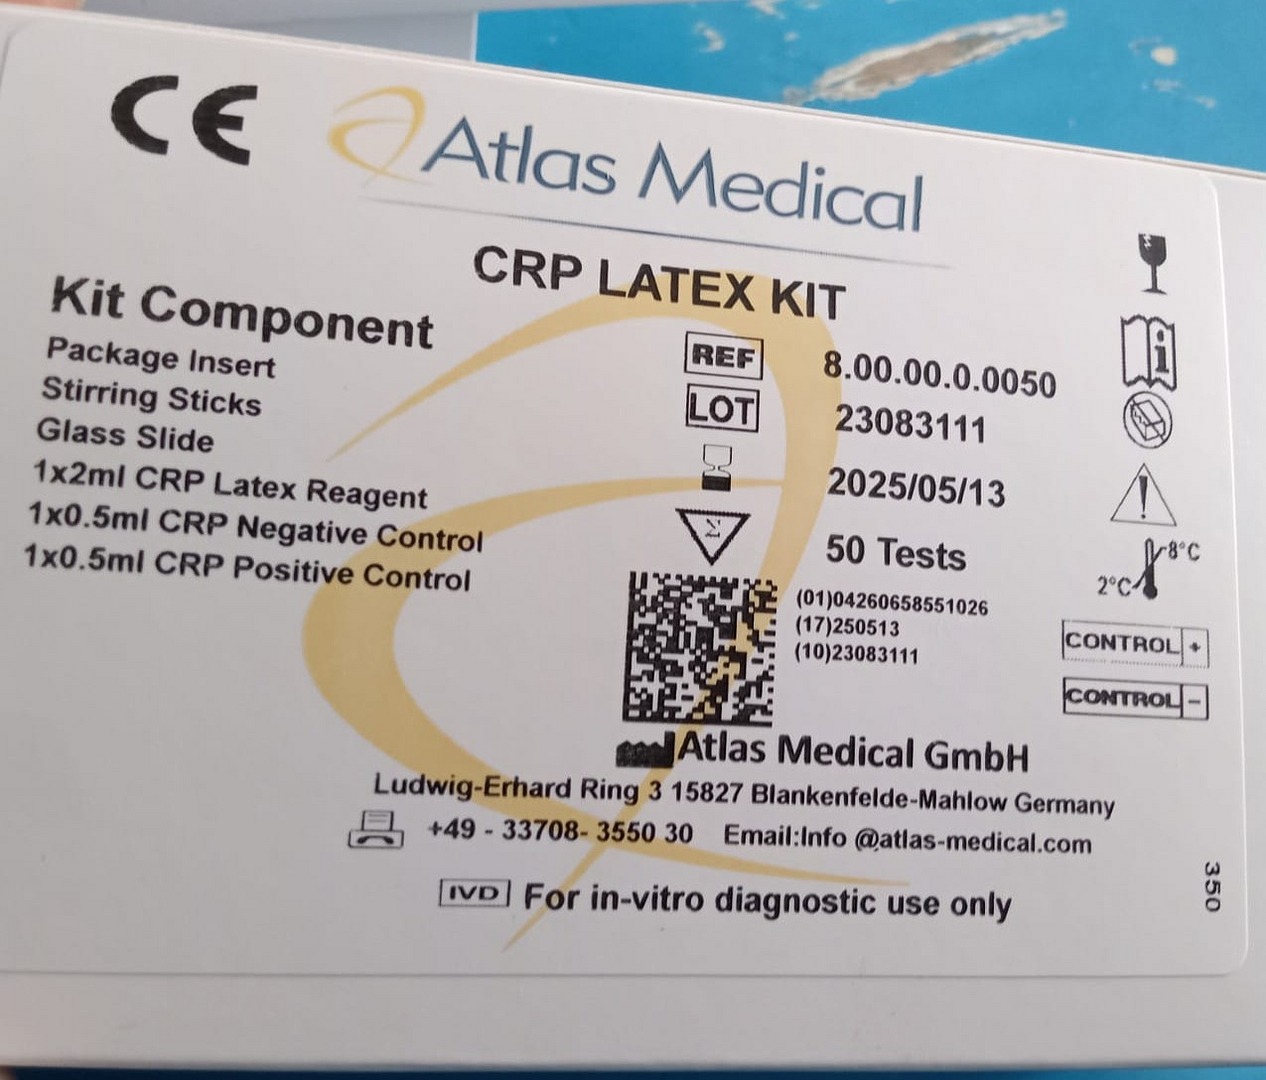 CE
Atlas Medical
CRP LATEX KIT
Kit Component
Package Insert
Stirring Sticks
Glass Slide
1x2ml CRP Latex Reagent
1x0.5ml CRP Negative Control
1x0.5ml CRP Positive Control
REF 8.00.00.0.0050
LOT 23083111
2025/05/13
Σ 50 Tests
(01)04260658551026
(17)250513
(10)23083111
i
!
8°C
2°C
CONTROL +
CONTROL -
Atlas Medical GmbH
Ludwig-Erhard Ring 3 15827 Blankenfelde-Mahlow Germany
+49 - 33708- 3550 30 Email:Info @atlas-medical.com
IVD For in-vitro diagnostic use only
350